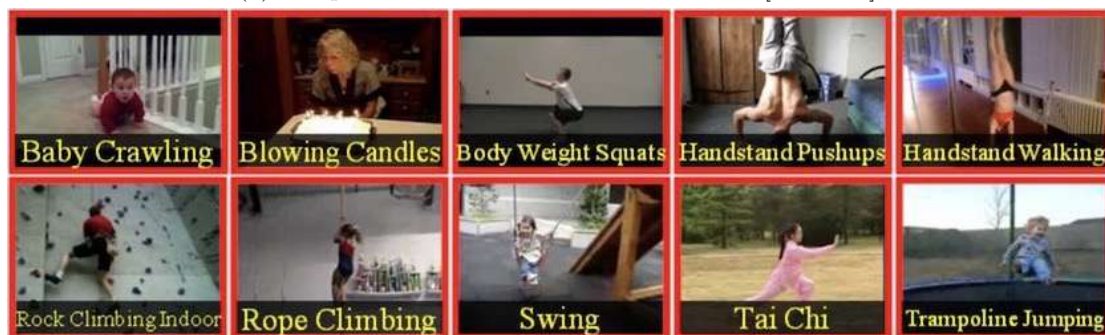 Baby Crawling
Blowing Candles
Body Weight Squats
Handstand Pushups
Handstand Walking
Rock Climbing Indoor
Rope Climbing
Swing
Tai Chi
Trampoline Jumping